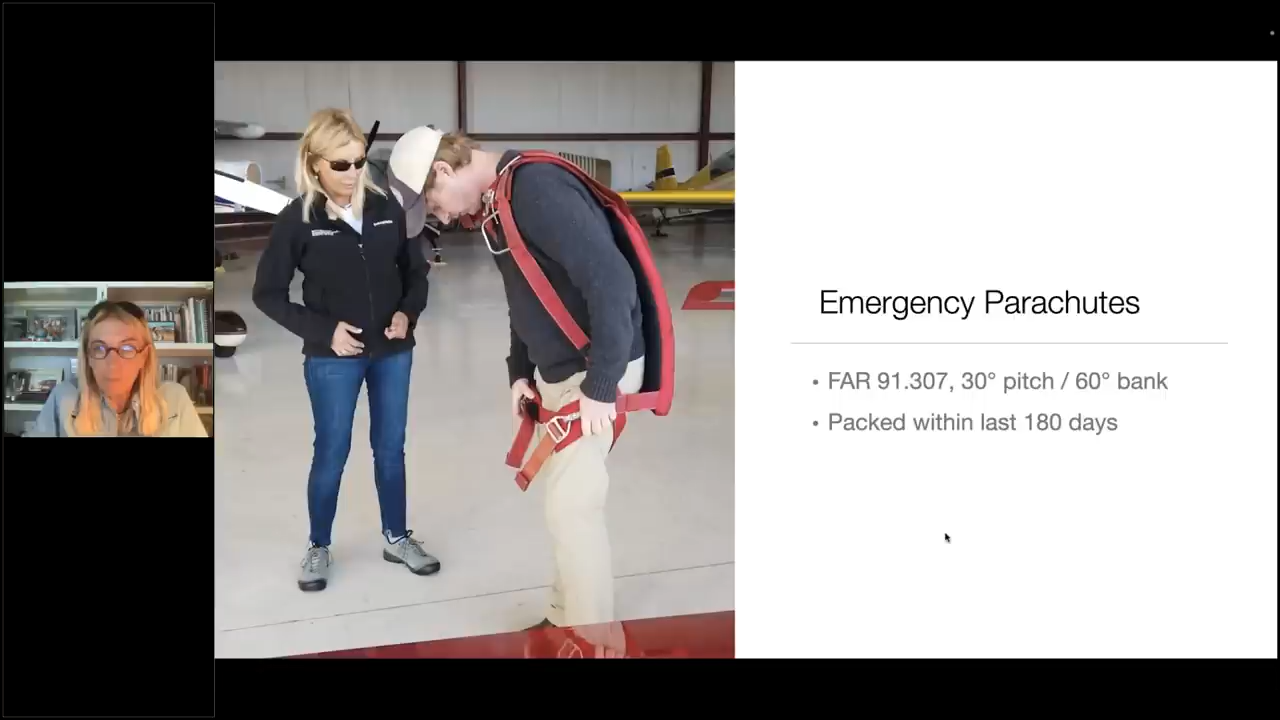 Emergency Parachutes
• FAR 91.307, 30° pitch / 60° bank
• Packed within last 180 days